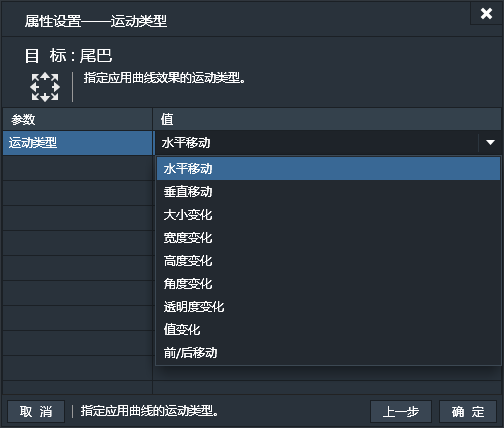 属性设置——运动类型
目 标 : 尾巴
指定应用曲线效果的运动类型。
参数
值
运动类型
水平移动
水平移动
垂直移动
大小变化
宽度变化
高度变化
角度变化
透明度变化
值变化
前/后移动
取 消
指定应用曲线的运动类型。
上一步
确 定